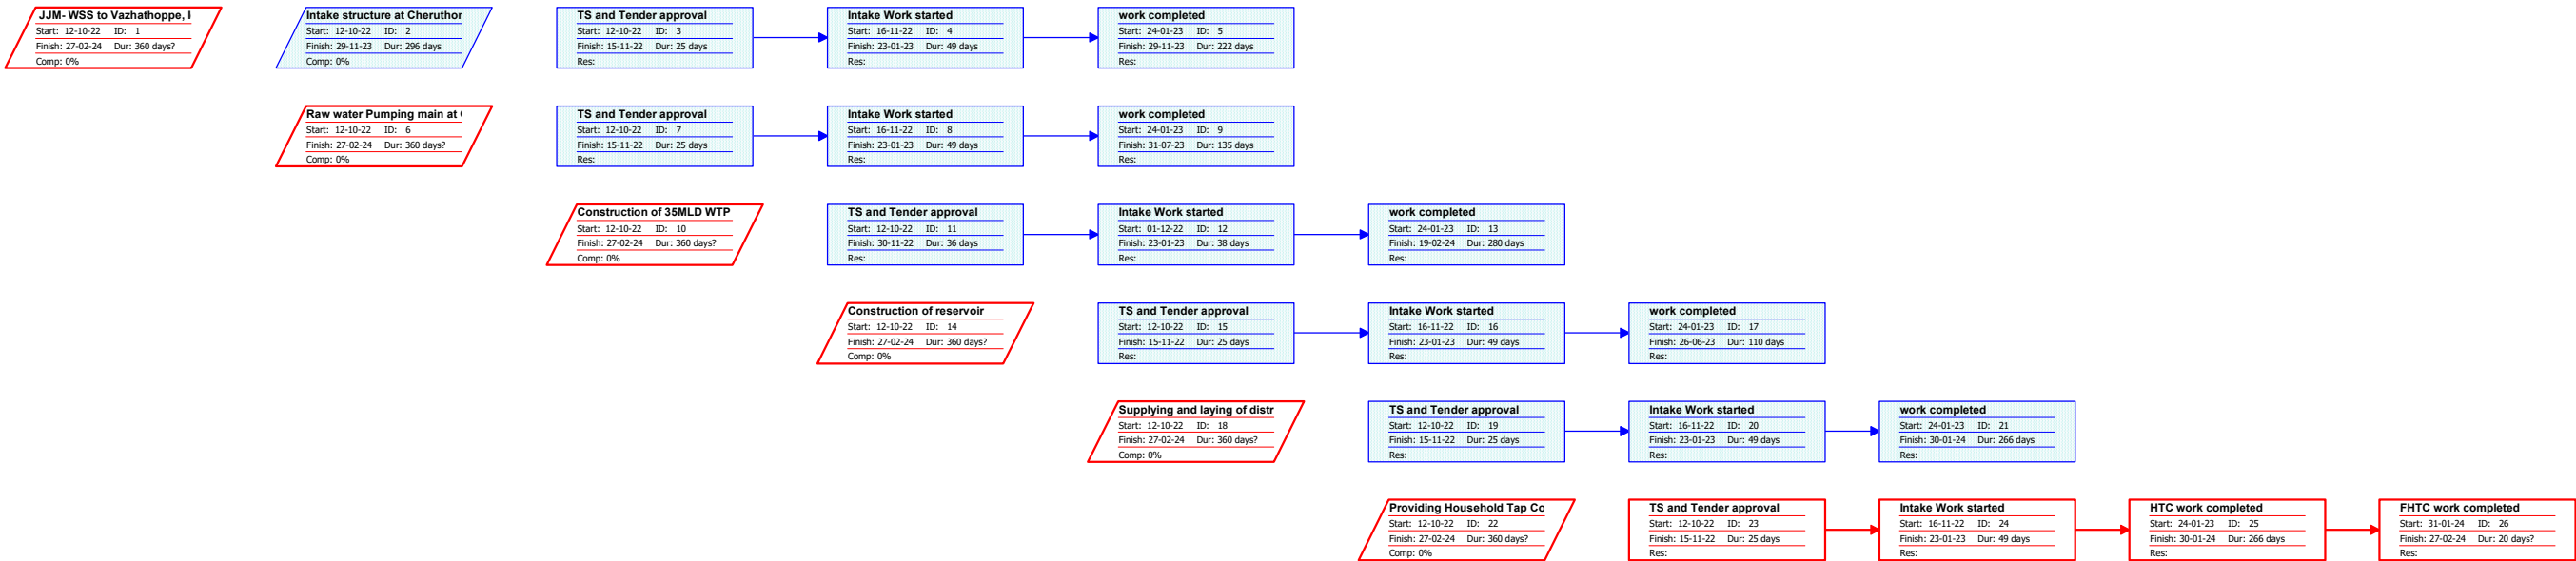 JJM- WSS to Vazhathoppe, I
Start: 12-10-22 ID: 1
Finish: 27-02-24 Dur: 360 days?
Comp: 0%
Intake structure at Cheruthor
Start: 12-10-22 ID: 2
Finish: 29-11-23 Dur: 296 days
Comp: 0%
TS and Tender approval
Start: 12-10-22 ID: 3
Finish: 15-11-22 Dur: 25 days
Res:
Intake Work started
Start: 16-11-22 ID: 4
Finish: 23-01-23 Dur: 49 days
Res:
work completed
Start: 24-01-23 ID: 5
Finish: 29-11-23 Dur: 222 days
Res:
Raw water Pumping main at (
Start: 12-10-22 ID: 6
Finish: 27-02-24 Dur: 360 days?
Comp: 0%
TS and Tender approval
Start: 12-10-22 ID: 7
Finish: 15-11-22 Dur: 25 days
Res:
Intake Work started
Start: 16-11-22 ID: 8
Finish: 23-01-23 Dur: 49 days
Res:
work completed
Start: 24-01-23 ID: 9
Finish: 31-07-23 Dur: 135 days
Res:
Construction of 35MLD WTP
Start: 12-10-22 ID: 10
Finish: 27-02-24 Dur: 360 days?
Comp: 0%
TS and Tender approval
Start: 12-10-22 ID: 11
Finish: 30-11-22 Dur: 36 days
Res:
Intake Work started
Start: 01-12-22 ID: 12
Finish: 23-01-23 Dur: 38 days
Res:
work completed
Start: 24-01-23 ID: 13
Finish: 19-02-24 Dur: 280 days
Res:
Construction of reservoir
Start: 12-10-22 ID: 14
Finish: 27-02-24 Dur: 360 days?
Comp: 0%
TS and Tender approval
Start: 12-10-22 ID: 15
Finish: 15-11-22 Dur: 25 days
Res:
Intake Work started
Start: 16-11-22 ID: 16
Finish: 23-01-23 Dur: 49 days
Res:
work completed
Start: 24-01-23 ID: 17
Finish: 26-06-23 Dur: 110 days
Res:
Supplying and laying of distr
Start: 12-10-22 ID: 18
Finish: 27-02-24 Dur: 360 days?
Comp: 0%
TS and Tender approval
Start: 12-10-22 ID: 19
Finish: 15-11-22 Dur: 25 days
Res:
Intake Work started
Start: 16-11-22 ID: 20
Finish: 23-01-23 Dur: 49 days
Res:
work completed
Start: 24-01-23 ID: 21
Finish: 30-01-24 Dur: 266 days
Res:
Providing Household Tap Co
Start: 12-10-22 ID: 22
Finish: 27-02-24 Dur: 360 days?
Comp: 0%
TS and Tender approval
Start: 12-10-22 ID: 23
Finish: 15-11-22 Dur: 25 days
Res:
Intake Work started
Start: 16-11-22 ID: 24
Finish: 23-01-23 Dur: 49 days
Res:
HTC work completed
Start: 24-01-23 ID: 25
Finish: 30-01-24 Dur: 266 days
Res:
FHTC work completed
Start: 31-01-24 ID: 26
Finish: 27-02-24 Dur: 20 days?
Res: